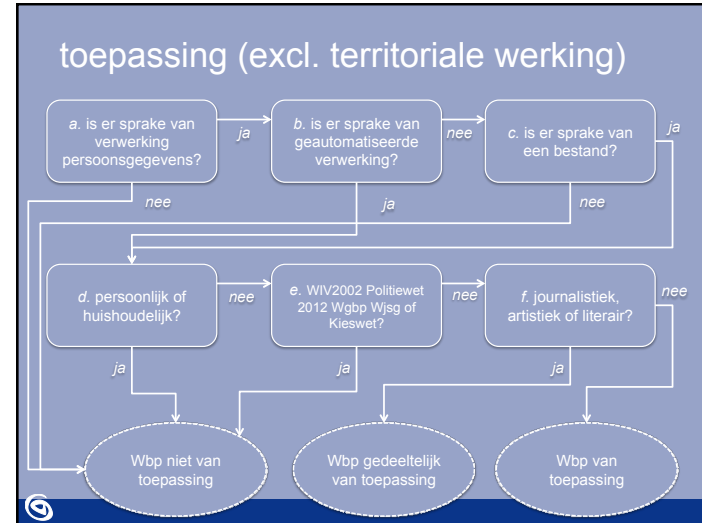 toepassing (excl. territoriale werking)
a. is er sprake van
verwerking
persoonsgegevens?
ja
b. is er sprake van
geautomatiseerde
verwerking?
nee
c. is er sprake van
een bestand?
ja
nee
ja
nee
d. persoonlijk of
huishoudelijk?
nee
e. WIV2002 Politiewet
2012 Wgbp Wjsg of
Kieswet?
nee
f. journalistiek,
artistiek of literair?
nee
ja
ja
ja
Wbp niet van
toepassing
Wbp gedeeltelijk
van toepassing
Wbp van
toepassing